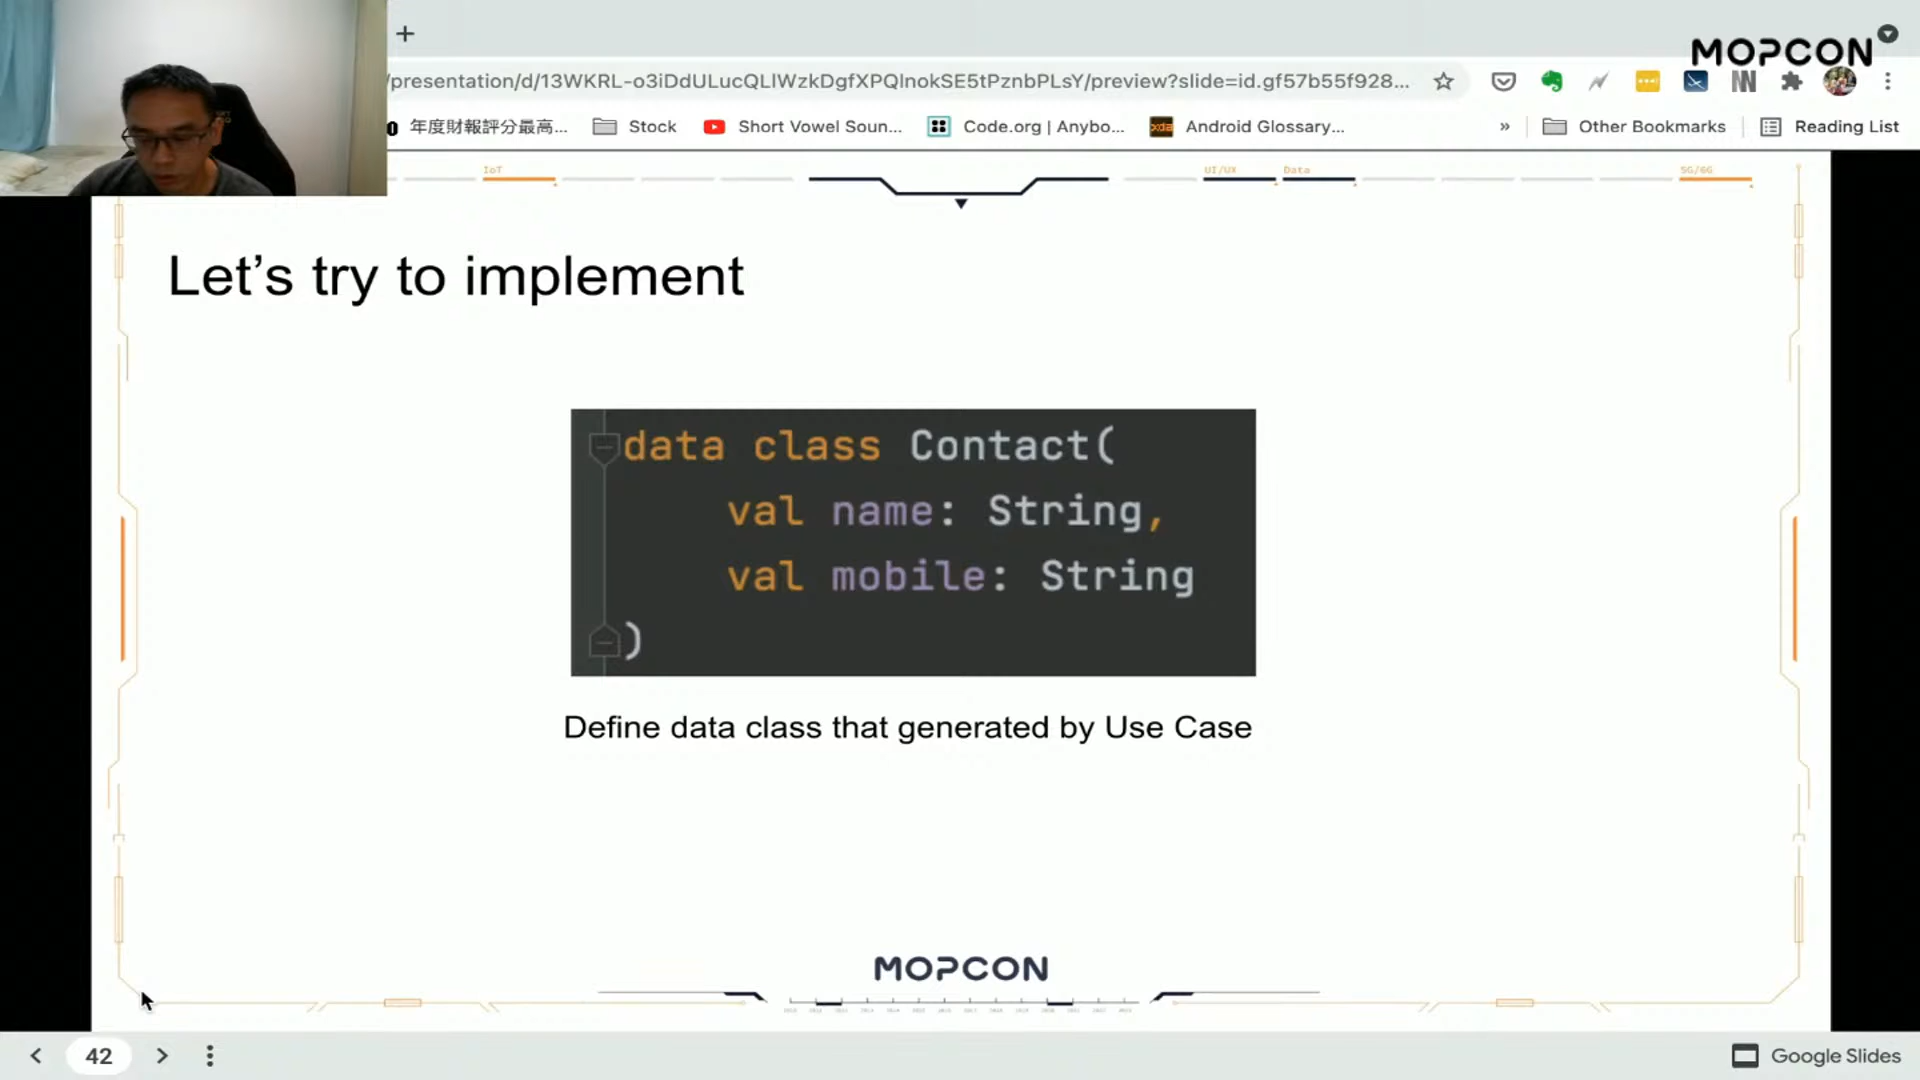 MOPCON
/presentation/d/13WKRL-o3iDdULucQLlWzkDgfXPQlnokSE5tPznbPLsY/preview?slide=id.gf57b55f928...
年度財報評分最高...
Stock
Short Vowel Soun...
Code.org | Anybo...
Android Glossary...
»
Other Bookmarks
Reading List
IoT
UI/UX
Data
5G/6G
Let's try to implement
data class Contact(
val name: String,
val mobile: String
)
Define data class that generated by Use Case
MOPCON
42
Google Slides